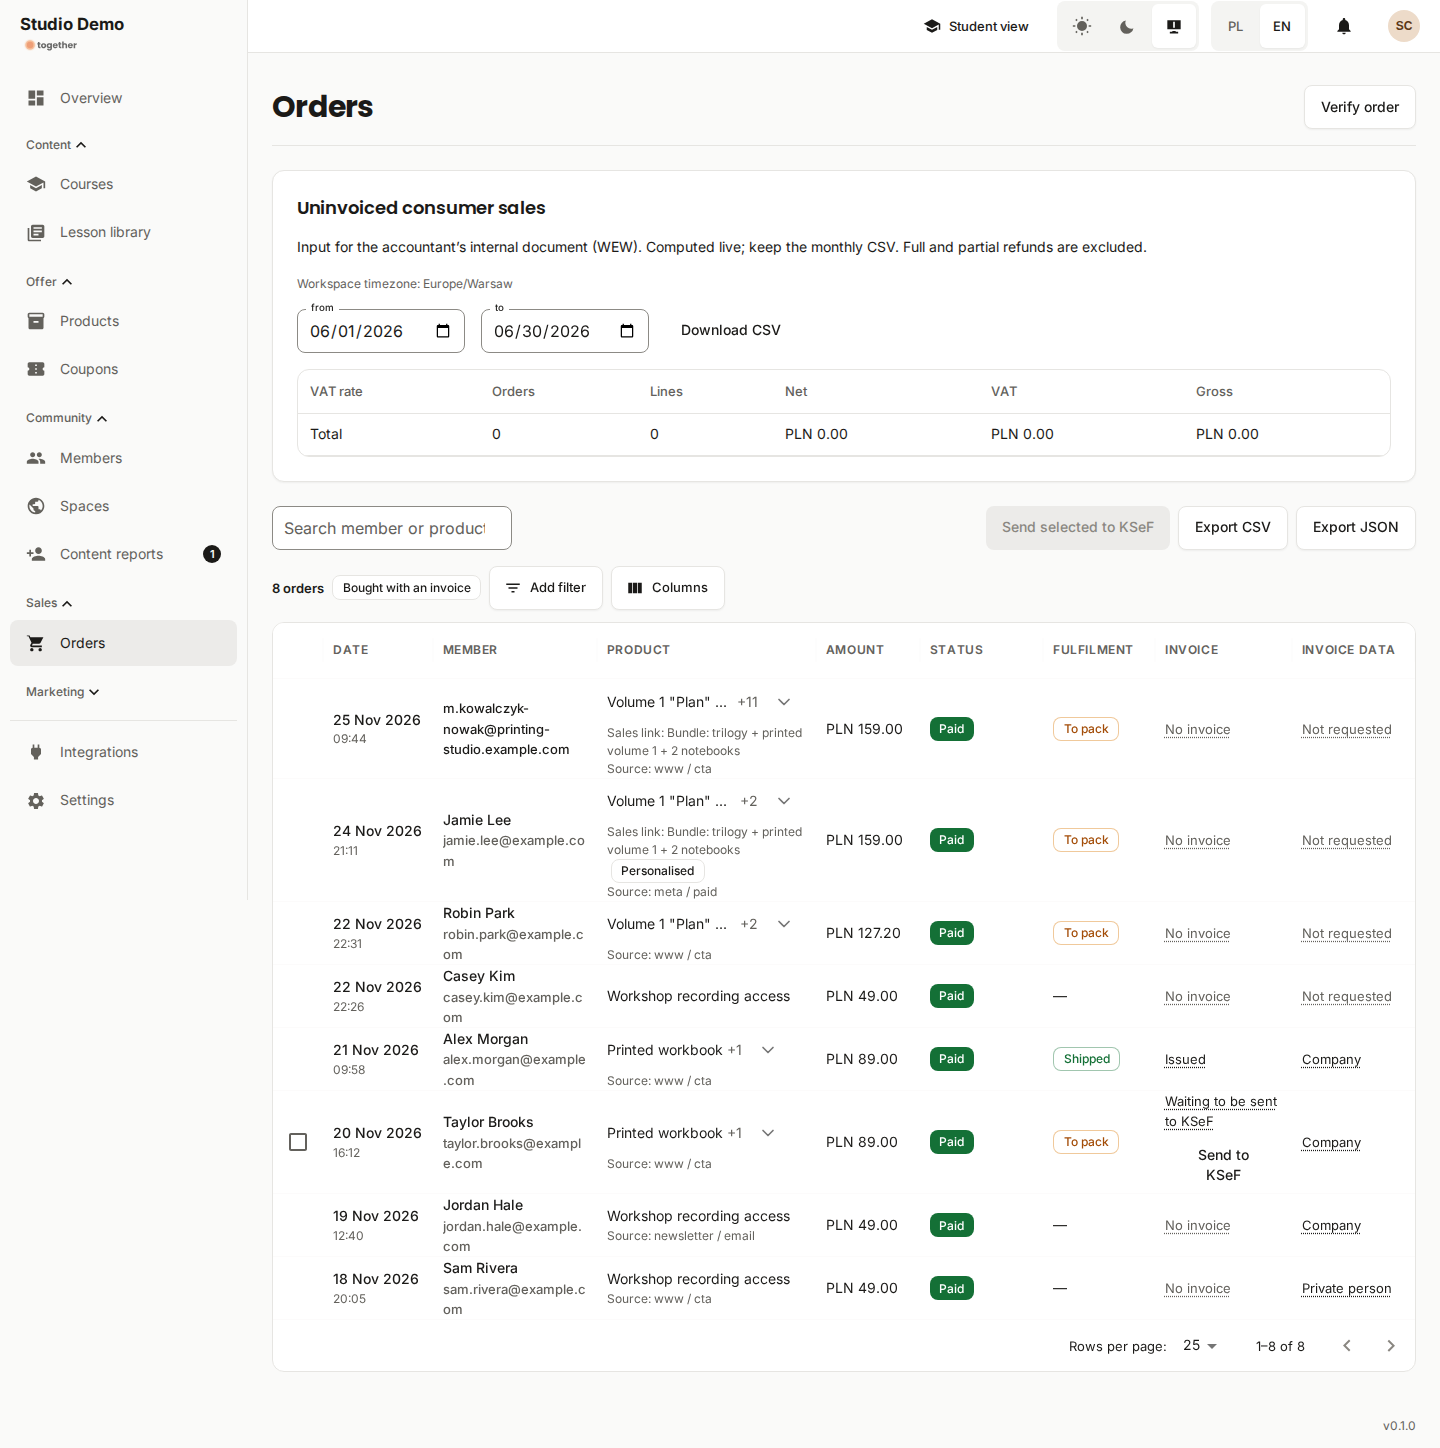 Studio Demo
together
Student view
PL
EN
SC
Overview
Content
Courses
Lesson library
Offer
Products
Coupons
Community
Members
Spaces
Content reports
1
Sales
Orders
Marketing
Integrations
Settings
Orders
Verify order
Uninvoiced consumer sales
Input for the accountant’s internal document (WEW). Computed live; keep the monthly CSV. Full and partial refunds are excluded.
Workspace timezone: Europe/Warsaw
from
06/01/2026
to
06/30/2026
Download CSV
VAT rate Orders Lines Net VAT Gross
Total 0 0 PLN 0.00 PLN 0.00 PLN 0.00
Search member or product
Send selected to KSeF
Export CSV
Export JSON
8 orders
Bought with an invoice
Add filter
Columns
DATE MEMBER PRODUCT AMOUNT STATUS FULFILMENT INVOICE INVOICE DATA
25 Nov 2026
09:44
m.kowalczyk-
nowak@printing-
studio.example.com
Volume 1 "Plan" ... +11
Sales link: Bundle: trilogy + printed
volume 1 + 2 notebooks
Source: www / cta
PLN 159.00
Paid
To pack
No invoice
Not requested
24 Nov 2026
21:11
Jamie Lee
jamie.lee@example.co
m
Volume 1 "Plan" ... +2
Sales link: Bundle: trilogy + printed
volume 1 + 2 notebooks
Personalised
Source: meta / paid
PLN 159.00
Paid
To pack
No invoice
Not requested
22 Nov 2026
22:31
Robin Park
robin.park@example.c
om
Volume 1 "Plan" ... +2
Source: www / cta
PLN 127.20
Paid
To pack
No invoice
Not requested
22 Nov 2026
22:26
Casey Kim
casey.kim@example.c
om
Workshop recording access
PLN 49.00
Paid
—
No invoice
Not requested
21 Nov 2026
09:58
Alex Morgan
alex.morgan@example
.com
Printed workbook +1
Source: www / cta
PLN 89.00
Paid
Shipped
Issued
Company
20 Nov 2026
16:12
Taylor Brooks
taylor.brooks@exampl
e.com
Printed workbook +1
Source: www / cta
PLN 89.00
Paid
To pack
Waiting to be sent
to KSeF
Send to
KSeF
Company
19 Nov 2026
12:40
Jordan Hale
jordan.hale@example.
com
Workshop recording access
Source: newsletter / email
PLN 49.00
Paid
—
No invoice
Company
18 Nov 2026
20:05
Sam Rivera
sam.rivera@example.c
om
Workshop recording access
Source: www / cta
PLN 49.00
Paid
—
No invoice
Private person
Rows per page: 25
1–8 of 8
v0.1.0